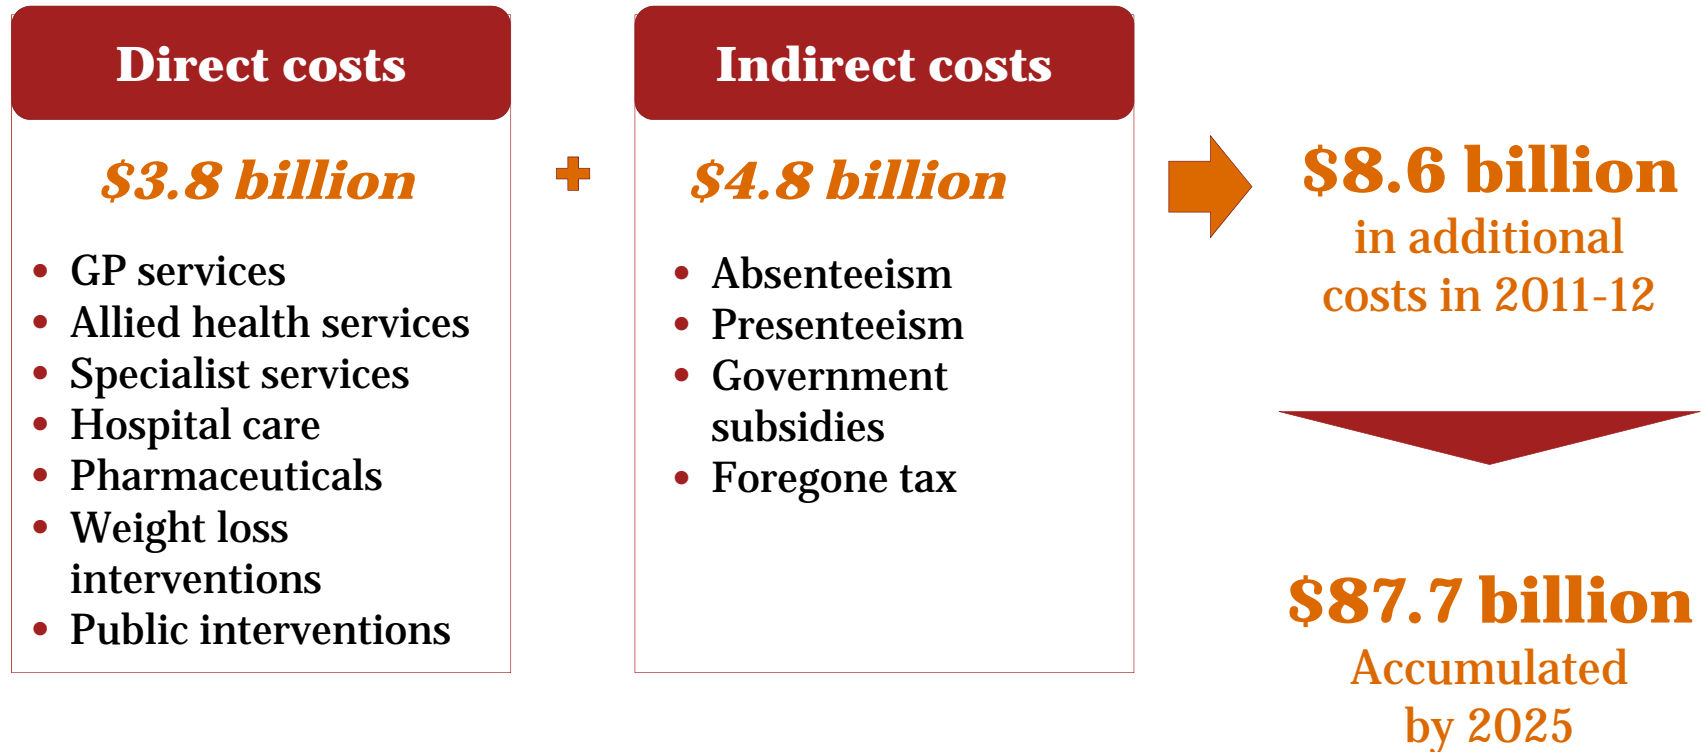 Direct costs
$3.8 billion
• GP services
• Allied health services
• Specialist services
• Hospital care
• Pharmaceuticals
• Weight loss
interventions
• Public interventions
Indirect costs
$4.8 billion
• Absenteeism
• Presenteeism
• Government
subsidies
• Foregone tax
$8.6 billion
in additional
costs in 2011-12
$87.7 billion
Accumulated
by 2025